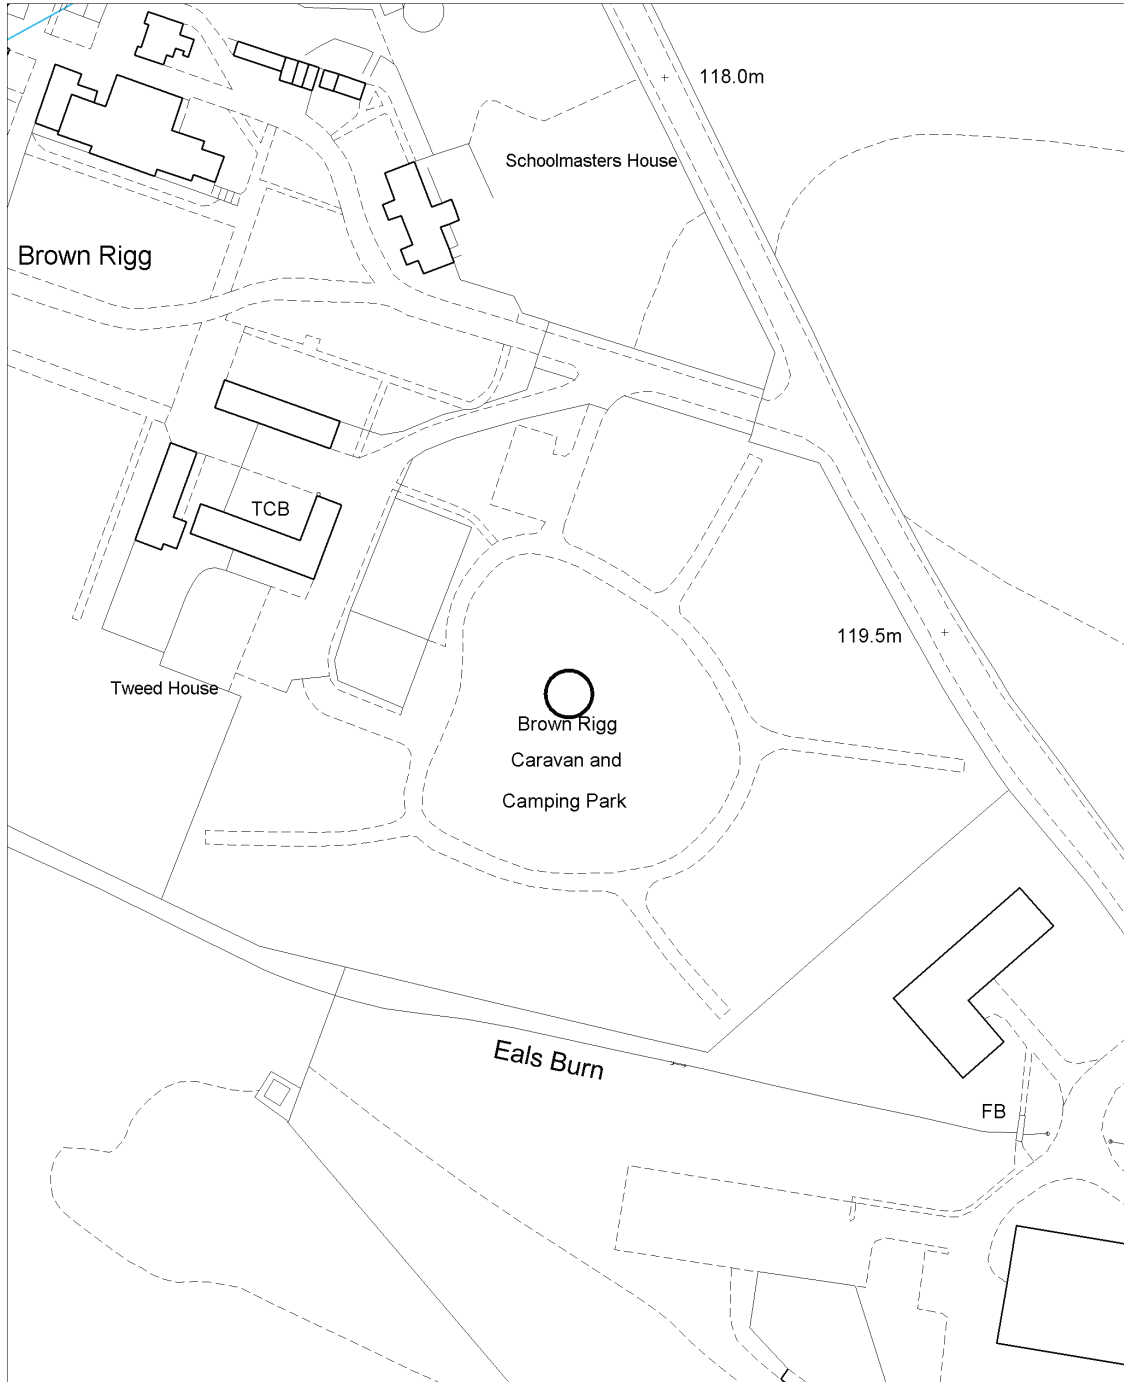 118.0m
Schoolmasters House
Brown Rigg
TCB
119.5m
Tweed House
Brown Rigg
Caravan and
Camping Park
Eals Burn
FB